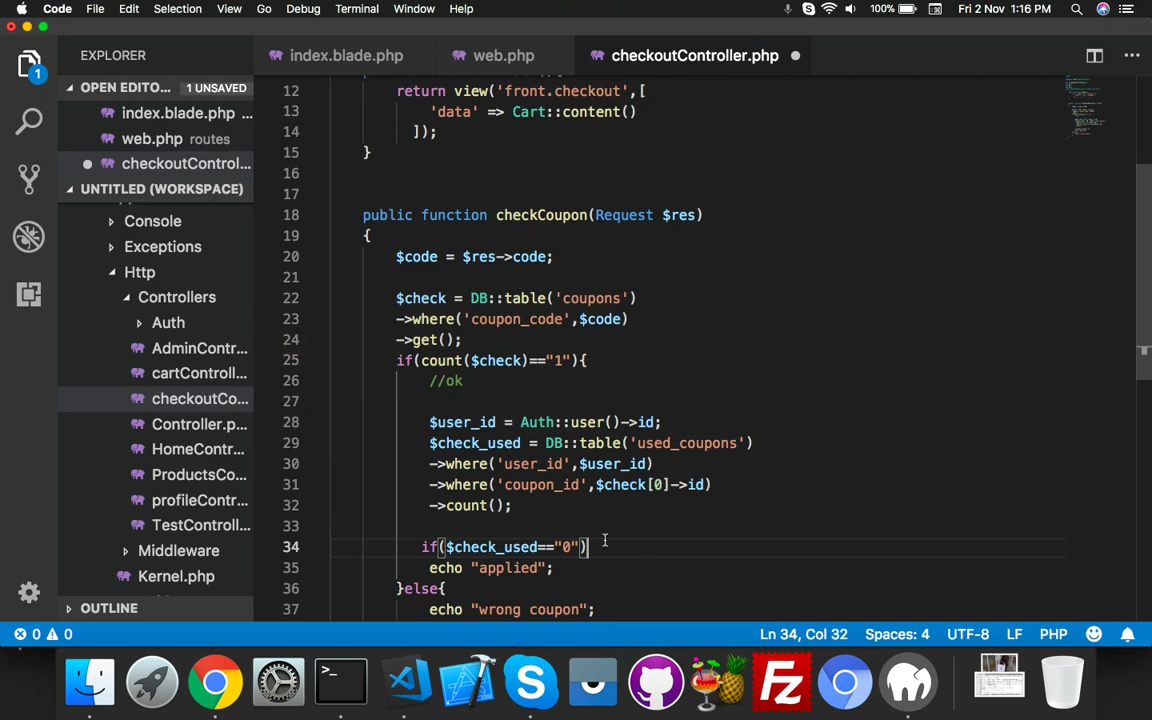 Code File Edit Selection View Go Debug Terminal Window Help
100% Fri 2 Nov 1:16 PM
EXPLORER
index.blade.php
web.php
checkoutController.php
OPEN EDITO...
1 UNSAVED
index.blade.php ...
web.php routes
checkoutControl...
UNTITLED (WORKSPACE)
Console
Exceptions
Http
Controllers
Auth
AdminContr...
cartControll...
checkoutCo...
Controller.p...
HomeContr...
ProductsCo...
profileContr...
TestControll...
Middleware
Kernel.php
OUTLINE
1
12 return view('front.checkout',[
13 'data' => Cart::content()
14 ]);
15 }
16
17
18 public function checkCoupon(Request $res)
19 {
20 $code = $res->code;
21
22 $check = DB::table('coupons')
23 ->where('coupon_code',$code)
24 ->get();
25 if(count($check)=="1"){
26 //ok
27
28 $user_id = Auth::user()->id;
29 $check_used = DB::table('used_coupons')
30 ->where('user_id',$user_id)
31 ->where('coupon_id',$check[0]->id)
32 ->count();
33
34 if($check_used=="0")
35 echo "applied";
36 }else{
37 echo "wrong coupon";
0 0
Ln 34, Col 32 Spaces: 4 UTF-8 LF PHP